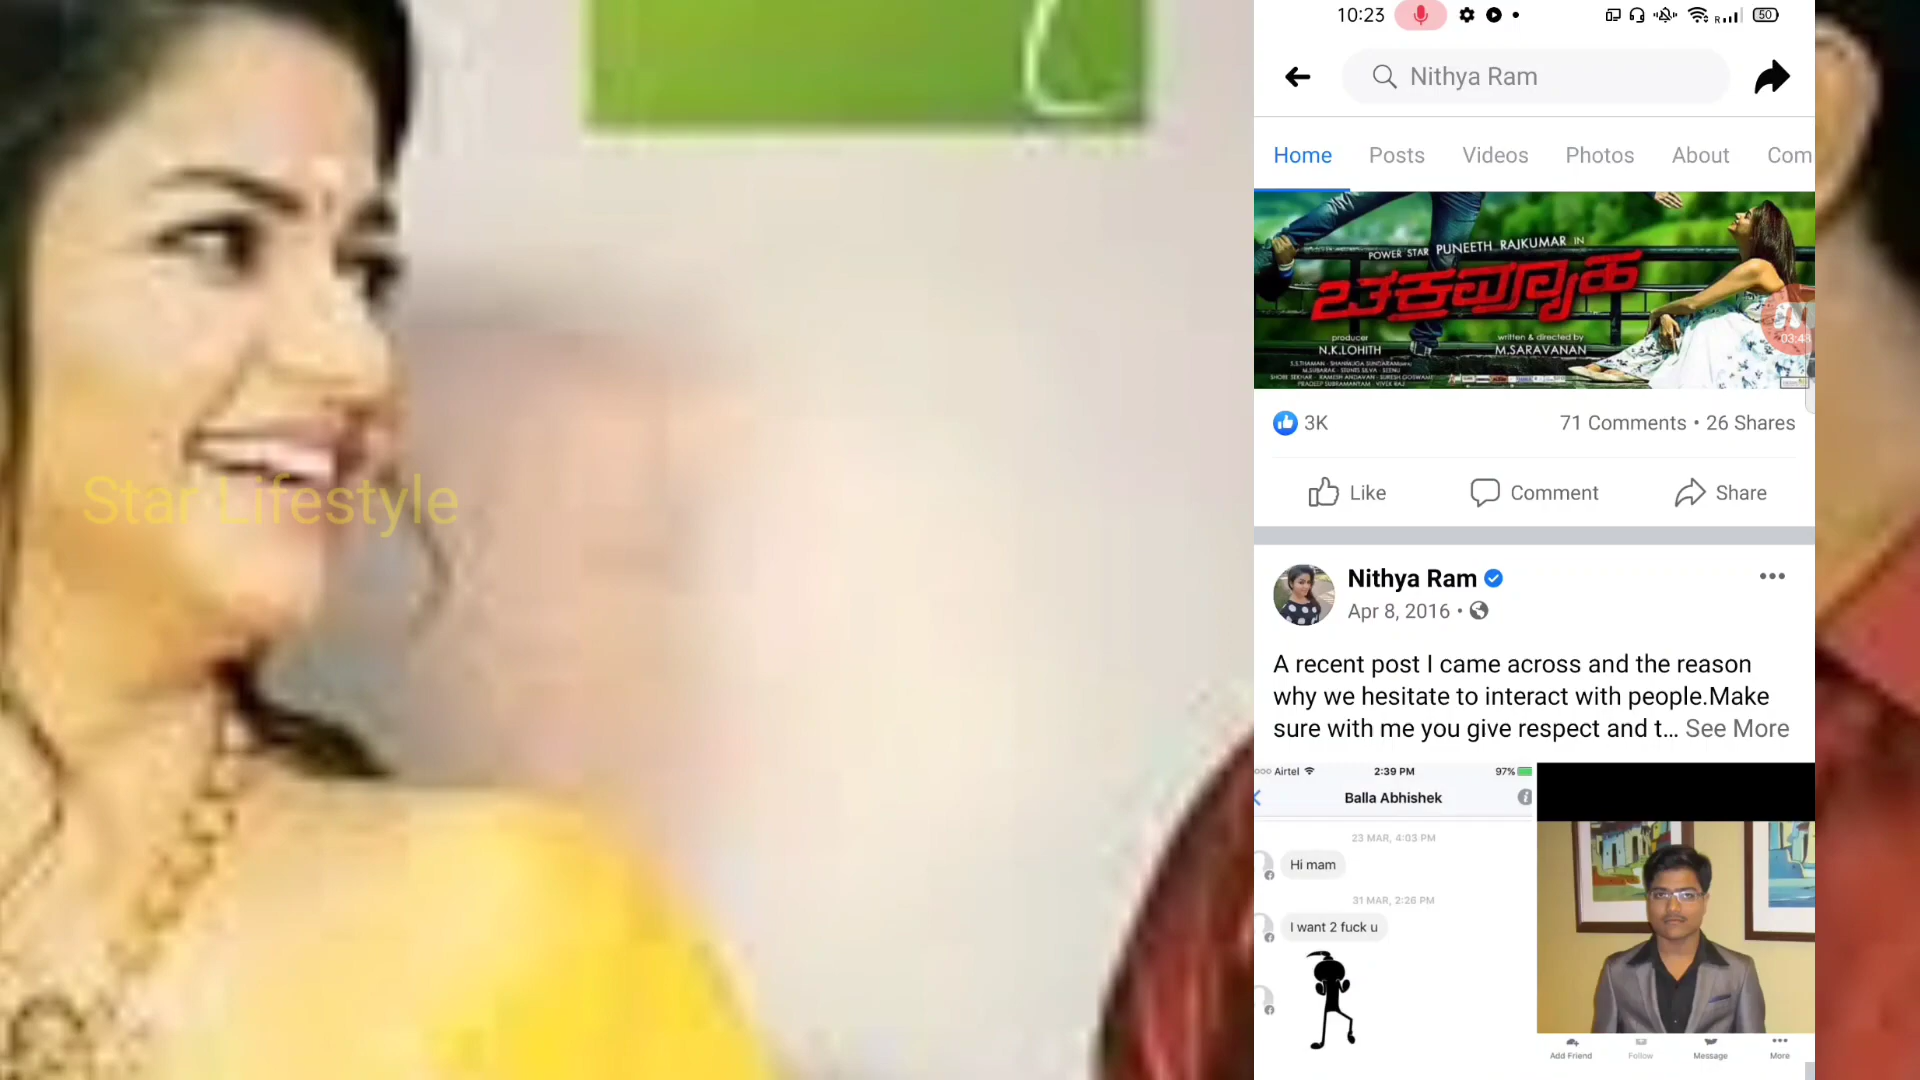 Star Lifestyle
10:23
R
50
Nithya Ram
Home Posts Videos Photos About Com
POWER STAR PUNEETH RAJKUMAR IN
ಚಕ್ರವ್ಯೂಹ
producer
N.K.LOHITH
written & directed by
M.SARAVANAN
03:48
3K
71 Comments • 26 Shares
Like Comment Share
Nithya Ram
Apr 8, 2016 •
A recent post I came across and the reason
why we hesitate to interact with people.Make
sure with me you give respect and t... See More
Airtel 2:39 PM 97%
Balla Abhishek
23 MAR, 4:03 PM
Hi mam
31 MAR, 2:26 PM
I want 2 fuck u
Add Friend Follow Message More